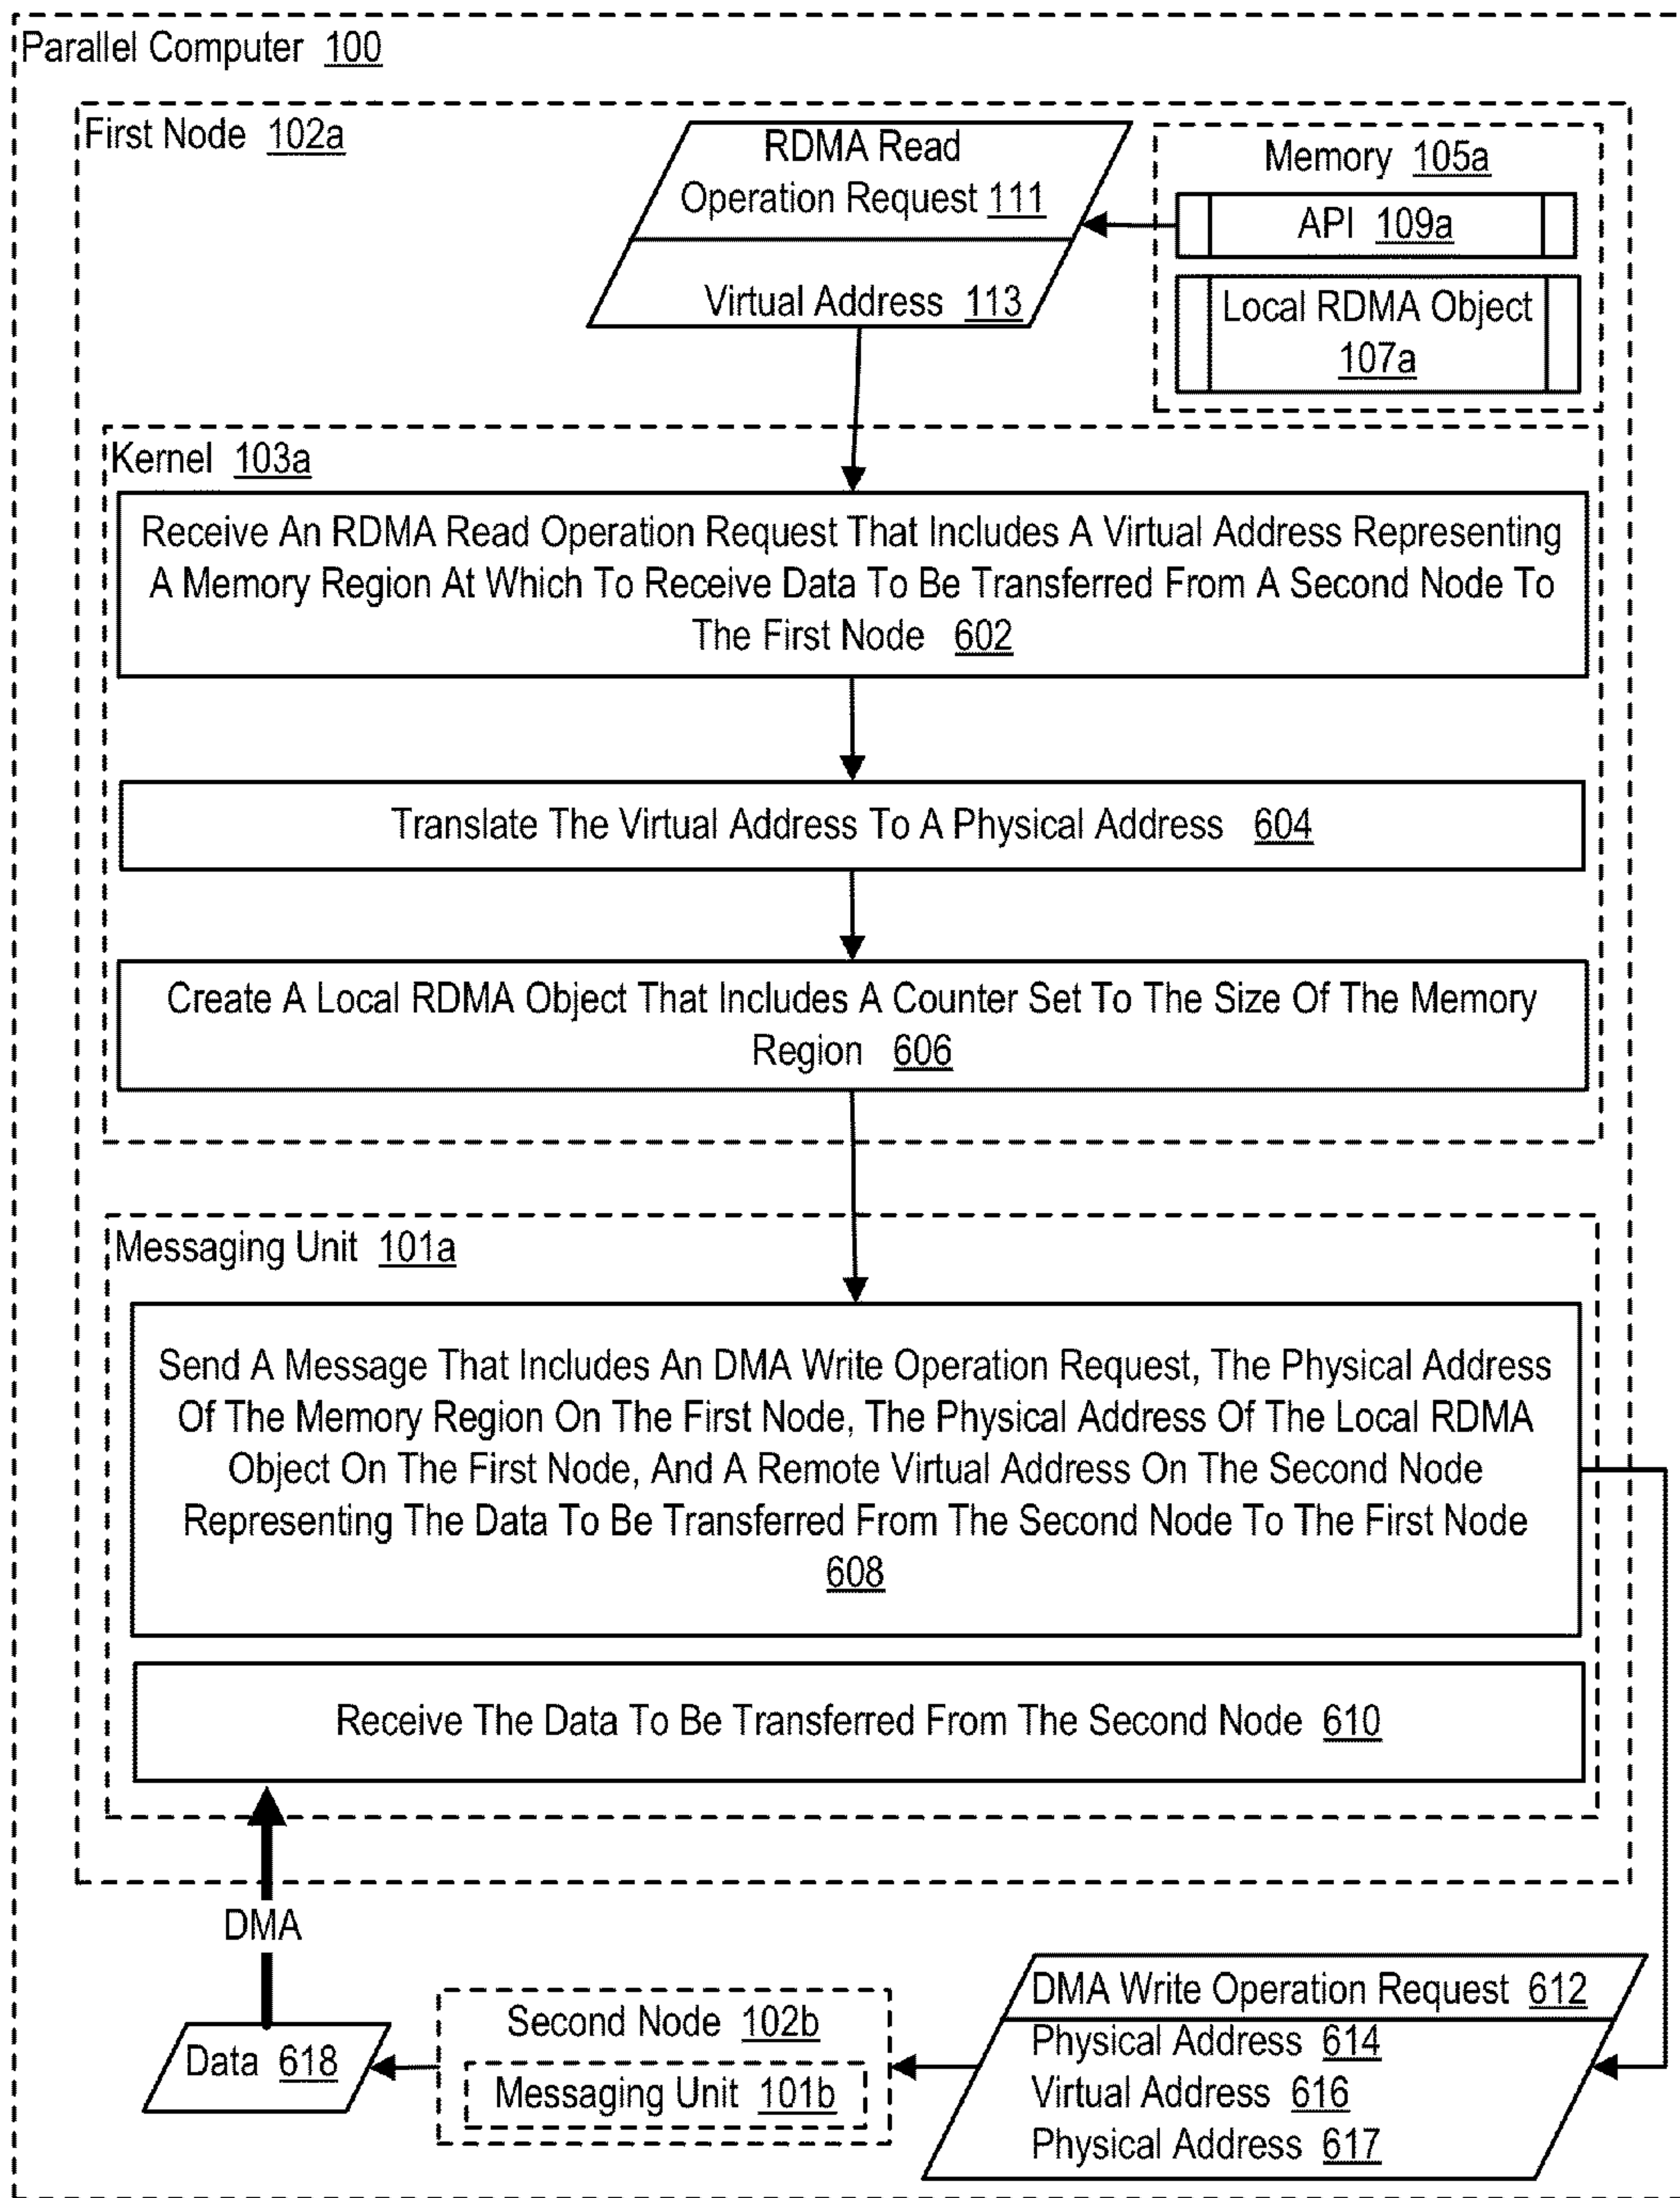 Parallel Computer 100
First Node 102a
RDMA Read
Operation Request 111
Virtual Address 113
Memory 105a
API 109a
Local RDMA Object
107a
Kernel 103a
Receive An RDMA Read Operation Request That Includes A Virtual Address Representing
A Memory Region At Which To Receive Data To Be Transferred From A Second Node To
The First Node 602
Translate The Virtual Address To A Physical Address 604
Create A Local RDMA Object That Includes A Counter Set To The Size Of The Memory
Region 606
Messaging Unit 101a
Send A Message That Includes An DMA Write Operation Request, The Physical Address
Of The Memory Region On The First Node, The Physical Address Of The Local RDMA
Object On The First Node, And A Remote Virtual Address On The Second Node
Representing The Data To Be Transferred From The Second Node To The First Node
608
Receive The Data To Be Transferred From The Second Node 610
DMA
Data 618
Second Node 102b
Messaging Unit 101b
DMA Write Operation Request 612
Physical Address 614
Virtual Address 616
Physical Address 617